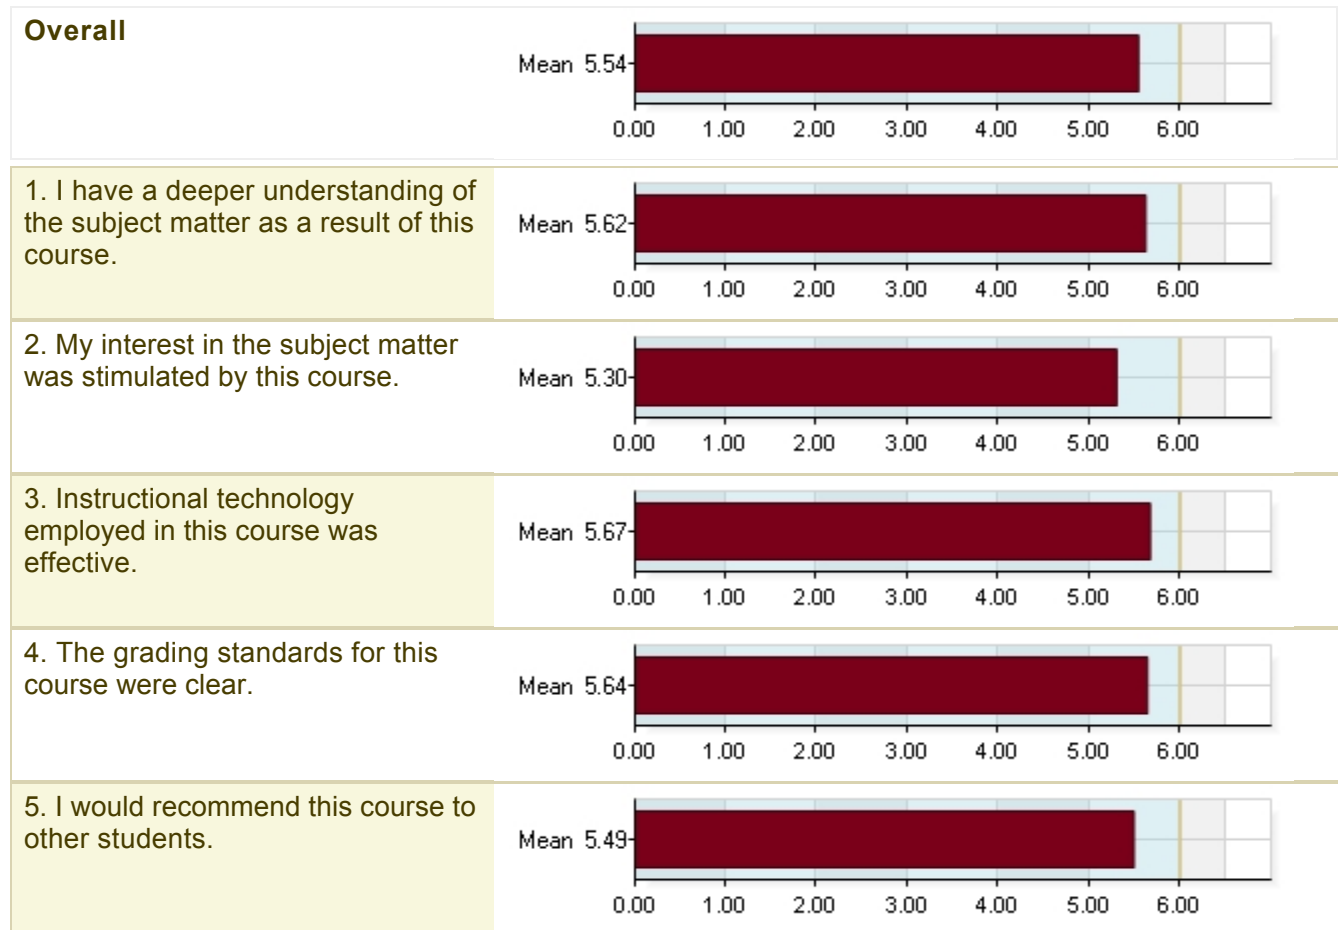 Overall
Mean 5.54
0.00 1.00 2.00 3.00 4.00 5.00 6.00
1. I have a deeper understanding of
the subject matter as a result of this
course.
Mean 5.62
0.00 1.00 2.00 3.00 4.00 5.00 6.00
2. My interest in the subject matter
was stimulated by this course.
Mean 5.30
0.00 1.00 2.00 3.00 4.00 5.00 6.00
3. Instructional technology
employed in this course was
effective.
Mean 5.67
0.00 1.00 2.00 3.00 4.00 5.00 6.00
4. The grading standards for this
course were clear.
Mean 5.64
0.00 1.00 2.00 3.00 4.00 5.00 6.00
5. I would recommend this course to
other students.
Mean 5.49
0.00 1.00 2.00 3.00 4.00 5.00 6.00